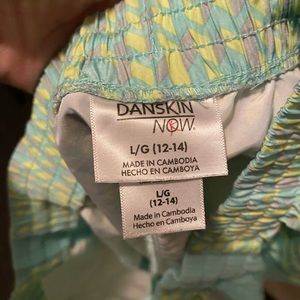 DANSKIN
NOW.
L/G (12-14)
MADE IN CAMBODIA
HECHO EN CAMBOYA
L/G
(12-14)
Made in Cambodia
Hecho en Camboya